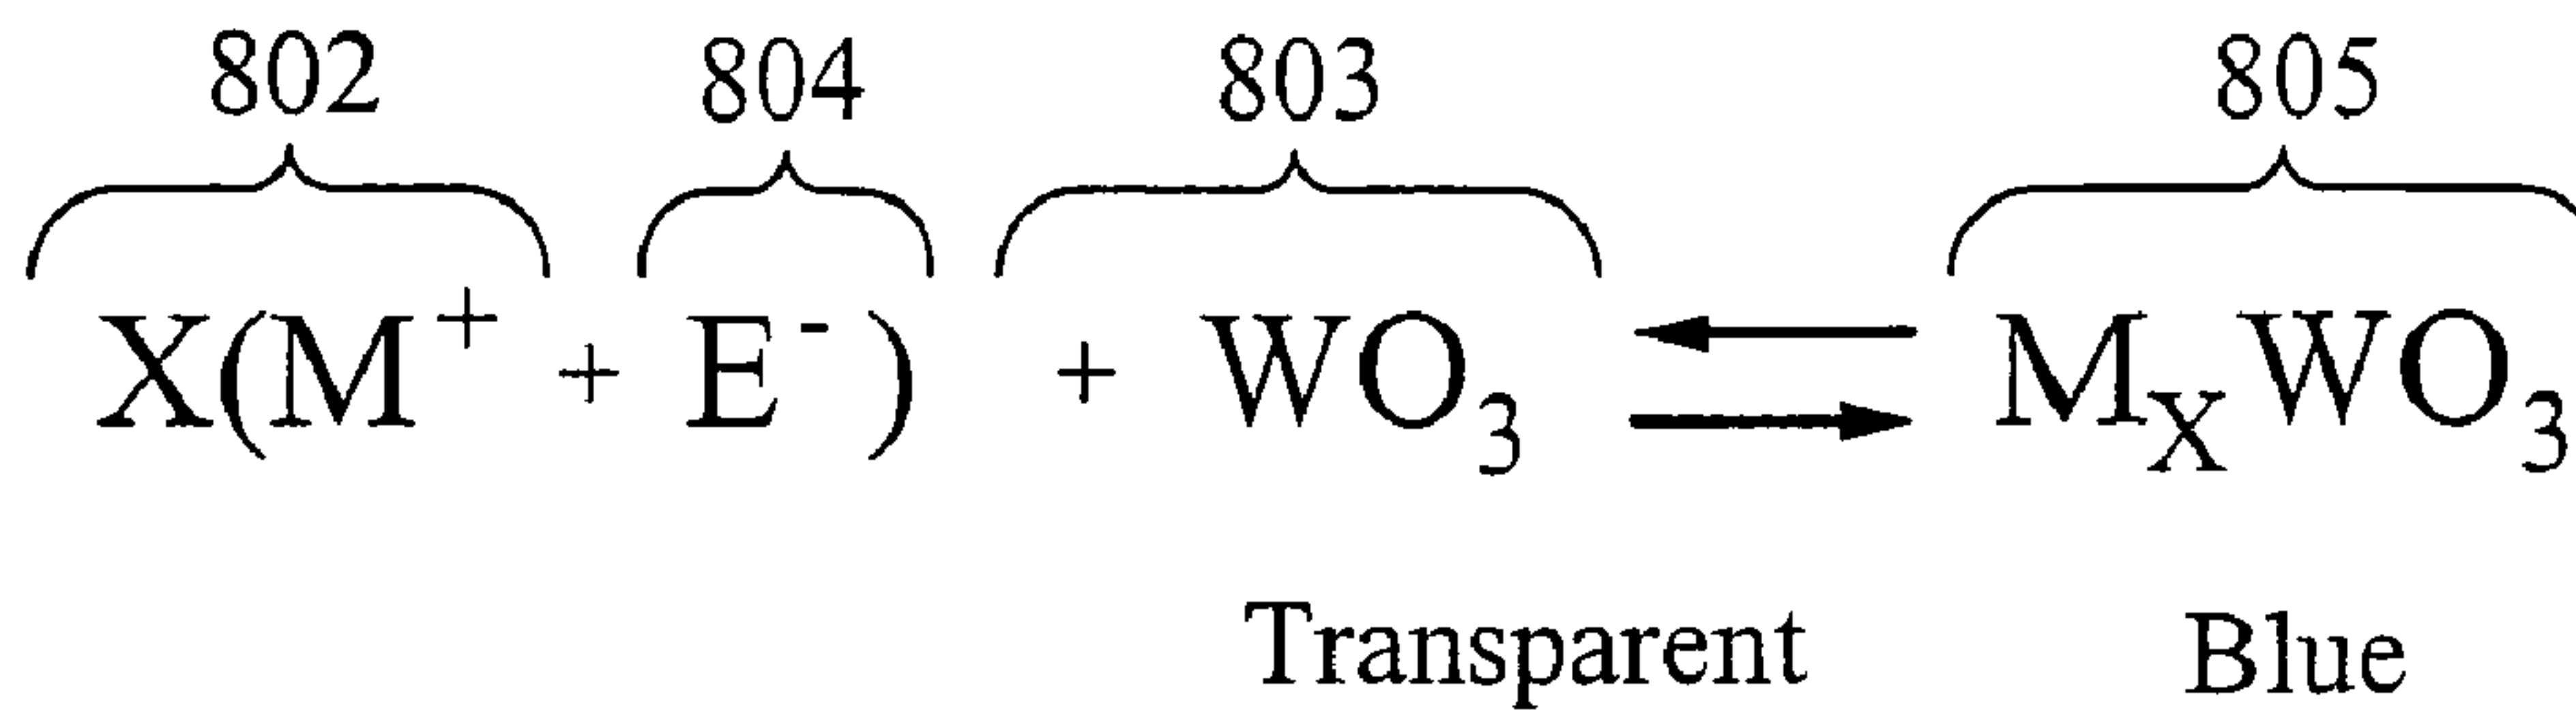 802 804 803 805
X(M⁺ + E⁻) + WO₃ ⇄ MₓWO₃
Transparent Blue